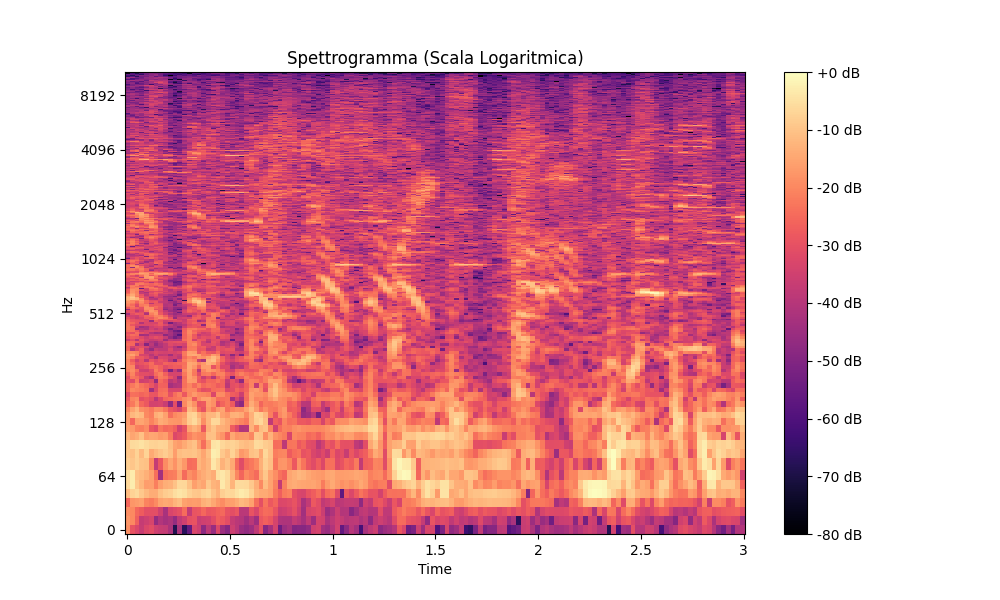 Spettrogramma (Scala Logaritmica)
Hz
8192
4096
2048
1024
512
256
128
64
0
0 0.5 1 1.5 2 2.5 3
Time
+0 dB
-10 dB
-20 dB
-30 dB
-40 dB
-50 dB
-60 dB
-70 dB
-80 dB